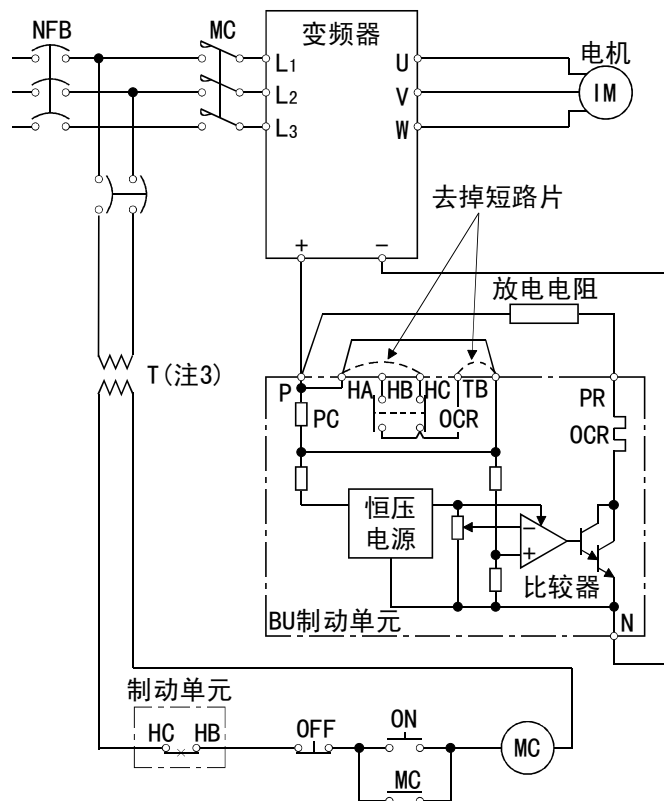 NFB
MC
变频器
电机
L1
U
L2
V
IM
L3
W
去掉短路片
+
−
放电电阻
T(注3)
P
HA
HB
HC
TB
PR
PC
OCR
OCR
恒压
电源
−
+
比较器
BU制动单元
N
制动单元
HC
HB
OFF
ON
MC
MC